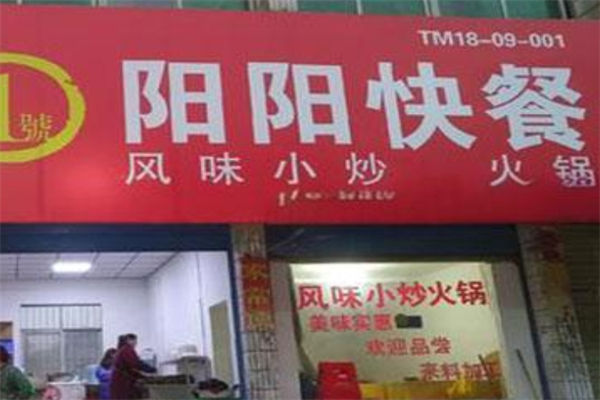 TM18-09-001
1號
阳阳快餐
风味小炒 火锅
风味小炒火锅
美味实惠
欢迎品尝
来料加工